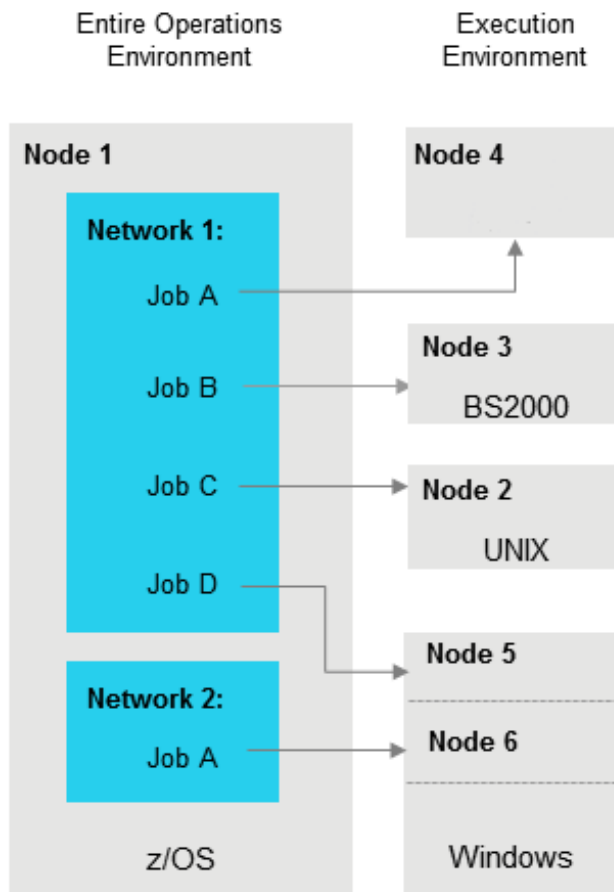 Entire Operations
Environment
Execution
Environment
Node 1
Network 1:
Job A
Job B
Job C
Job D
Network 2:
Job A
z/OS
Node 4
Node 3
BS2000
Node 2
UNIX
Node 5
Node 6
Windows